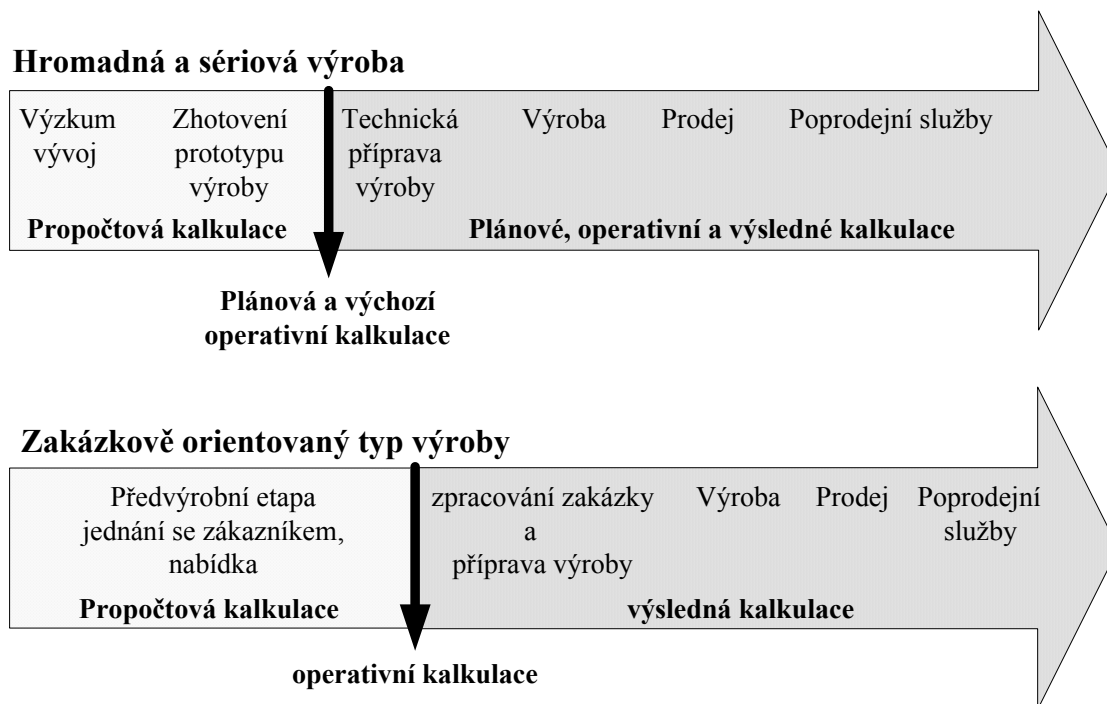 Hromadná a sériová výroba
Výzkum
vývoj
Zhotovení
prototypu
výroby
Technická
příprava
výroby
Výroba
Prodej
Poprodejní služby
Propočtová kalkulace
Plánové, operativní a výsledné kalkulace
Plánová a výchozí
operativní kalkulace
Zakázkově orientovaný typ výroby
Předvýrobní etapa
jednání se zákazníkem,
nabídka
zpracování zakázky
a
příprava výroby
Výroba
Prodej
Poprodejní
služby
Propočtová kalkulace
výsledná kalkulace
operativní kalkulace